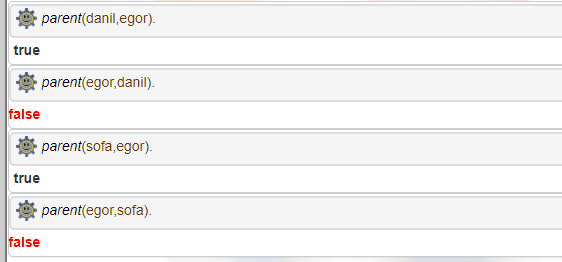 parent(danil,egor).
true
parent(egor,danil).
false
parent(sofa,egor).
true
parent(egor,sofa).
false